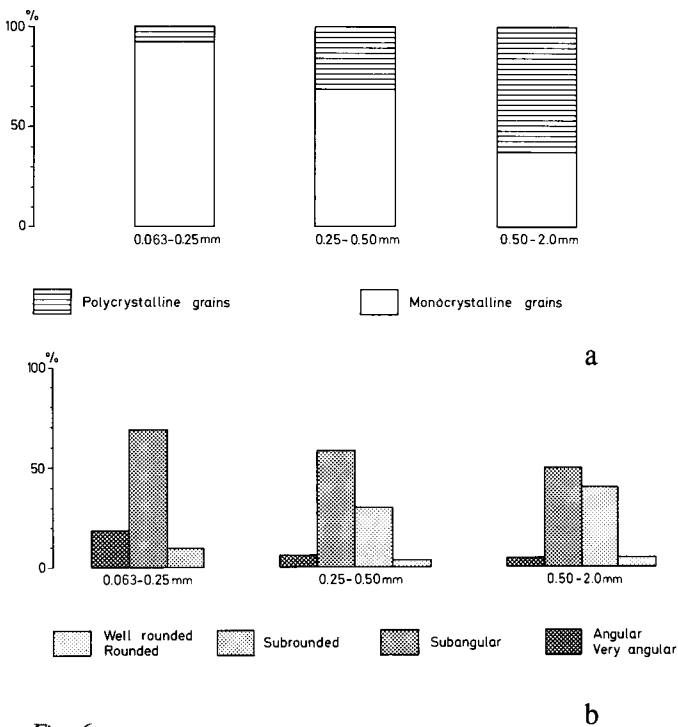 %
100
50
0
0.063-0.25mm
0.25-0.50mm
0.50-2.0mm
Polycrystalline grains
Monocrystalline grains
a
%
100
50
0
0.063-0.25mm
0.25-0.50mm
0.50-2.0mm
Well rounded
Rounded
Subrounded
Subangular
Angular
Very angular
b